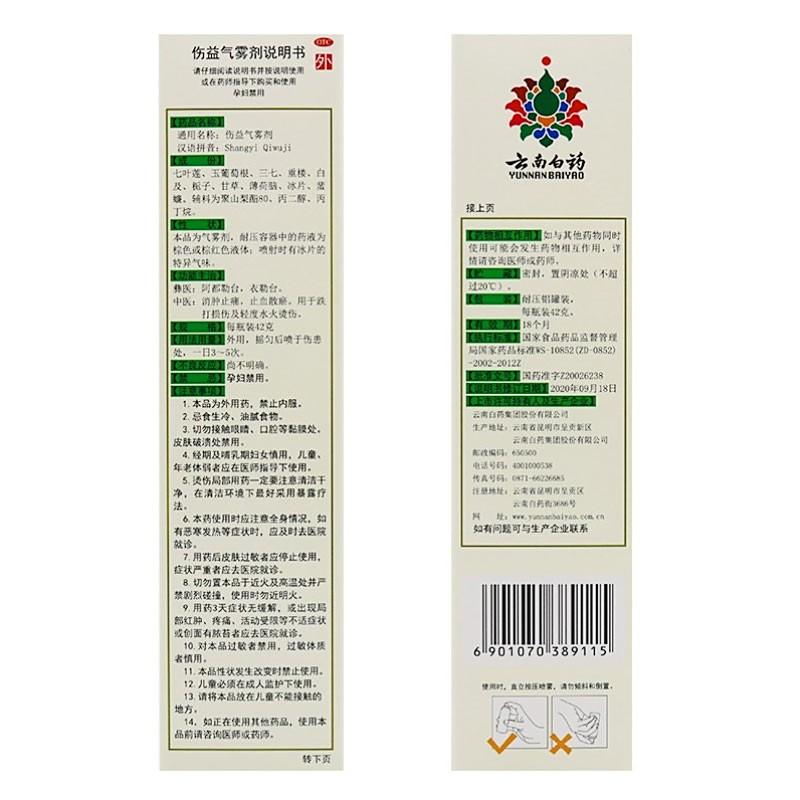 伤益气雾剂说明书
OTC
外
请仔细阅读说明书并按说明使用
或在药师指导下购买和使用
孕妇禁用
【药品名称】
通用名称：伤益气雾剂
汉语拼音：Shangyi Qiwuji
【成 份】
七叶莲、玉葡萄根、三七、重楼、白
及、栀子、甘草、薄荷脑、冰片、蓖
蠊，辅料为聚山梨酯80、丙二醇、丙
丁烷。
【性 状】
本品为气雾剂，耐压容器中的药液为
棕色或棕红色液体；喷射时有冰片的
特异气味。
【功能主治】
彝医：阿都勒台，衣勒台。
中医：消肿止痛，止血散瘀。用于跌
打损伤及轻度水火烫伤。
【规 格】每瓶装42克
【用法用量】外用，摇匀后喷于伤患
处，一日3～5次。
【不良反应】尚不明确。
【禁 忌】孕妇禁用。
【注意事项】
1. 本品为外用药，禁止内服。
2. 忌食生冷、油腻食物。
3. 切勿接触眼睛、口腔等黏膜处。
皮肤破溃处禁用。
4. 经期及哺乳期妇女慎用，儿童、
年老体弱者应在医师指导下使用。
5. 烫伤局部用药一定要注意清洁干
净，在清洁环境下最好采用暴露疗
法。
6. 本药使用时应注意全身情况，如
有恶寒发热等症状时，应及时去医院
就诊。
7. 用药后皮肤过敏者应停止使用，
症状严重者应去医院就诊。
8. 切勿置本品于近火及高温处并严
禁剧烈碰撞，使用时勿近明火。
9. 用药3天症状无缓解，或出现局
部红肿、疼痛、活动受限等不适症状
或创面有脓苔者应去医院就诊。
10. 对本品过敏者禁用，过敏体质
者慎用。
11. 本品性状发生改变时禁止使用。
12. 儿童必须在成人监护下使用。
13. 请将本品放在儿童不能接触的
地方。
14. 如正在使用其他药品，使用本
品前请咨询医师或药师。
转下页
云南白药
YUNNANBAIYAO
接上页
【药物相互作用】如与其他药物同时
使用可能会发生药物相互作用，详
情请咨询医师或药师。
【贮 藏】密封，置阴凉处（不超
过20℃）。
【包 装】耐压铝罐装，
每瓶装42克。
【有 效 期】18个月
【执行标准】国家食品药品监督管理
局国家药品标准WS-10852(ZD-0852)
-2002-2012Z
【批准文号】国药准字Z20026238
【说明书修订日期】2020年09月18日
【上市许可持有人及生产企业】
云南白药集团股份有限公司
生产地址：云南省昆明市呈贡新区
云南白药集团股份有限公司
邮政编码：650500
电话号码：4001000538
传真号码：0871-66226685
注册地址：云南省昆明市呈贡区
云南白药街3686号
网 址：www.yunnanbaiyao.com.cn
如有问题可与生产企业联系
6 901070 389115
使用时，直立按压喷雾，请勿倾斜和倒置。